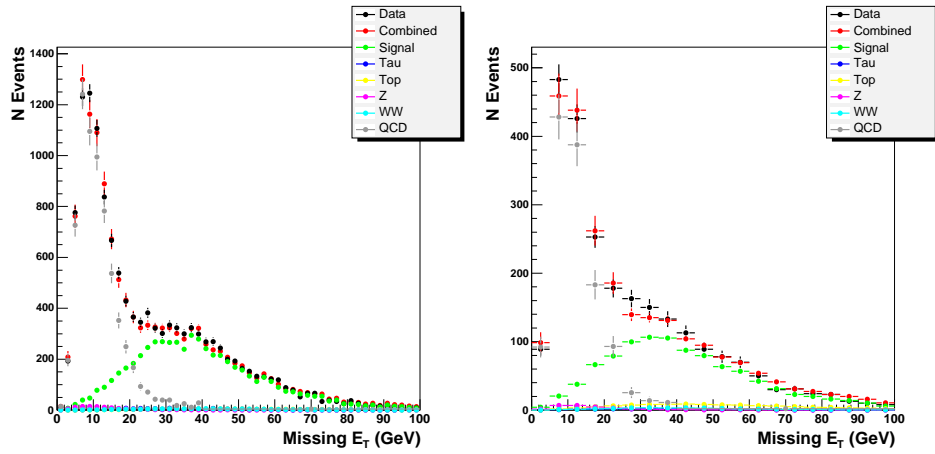 Data
Combined
Signal
Tau
Top
Z
WW
QCD
N Events
1400
1200
1000
800
600
400
200
0
0 10 20 30 40 50 60 70 80 90 100
Missing E_T (GeV)
Data
Combined
Signal
Tau
Top
Z
WW
QCD
N Events
500
400
300
200
100
0
0 10 20 30 40 50 60 70 80 90 100
Missing E_T (GeV)